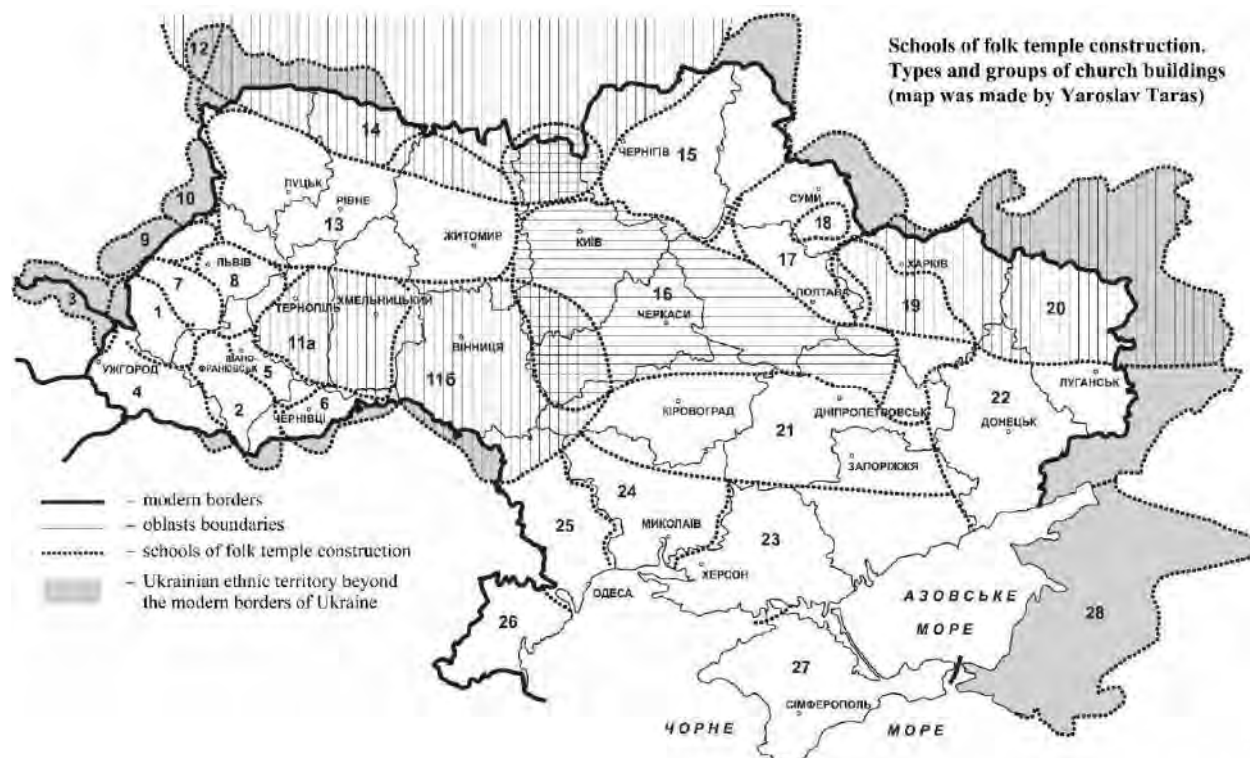 Schools of folk temple construction.
Types and groups of church buildings
(map was made by Yaroslav Taras)
12
14
ЧЕРНІГІВ
15
10
ЛУЦЬК
РІВНЕ
13
СУМИ
18
9
ЖИТОМИР
КИЇВ
17
ХАРКІВ
7
ЛЬВІВ
8
3
1
ТЕРНОПІЛЬ
ХМЕЛЬНИЦЬКИЙ
16
ЧЕРКАСИ
ПОЛТАВА
19
20
11а
ВІННИЦЯ
11б
УЖГОРОД
ІВАНО-
ФРАНКІВСЬК
5
4
2
6
ЧЕРНІВЦІ
ЛУГАНСЬК
КІРОВОГРАД
ДНІПРОПЕТРОВСЬК
21
22
ДОНЕЦЬК
ЗАПОРІЖЖЯ
24
25
МИКОЛАЇВ
23
ХЕРСОН
ОДЕСА
АЗОВСЬКЕ
МОРЕ
26
28
27
СІМФЕРОПОЛЬ
ЧОРНЕ
МОРЕ
– modern borders
– oblasts boundaries
– schools of folk temple construction
– Ukrainian ethnic territory beyond
the modern borders of Ukraine